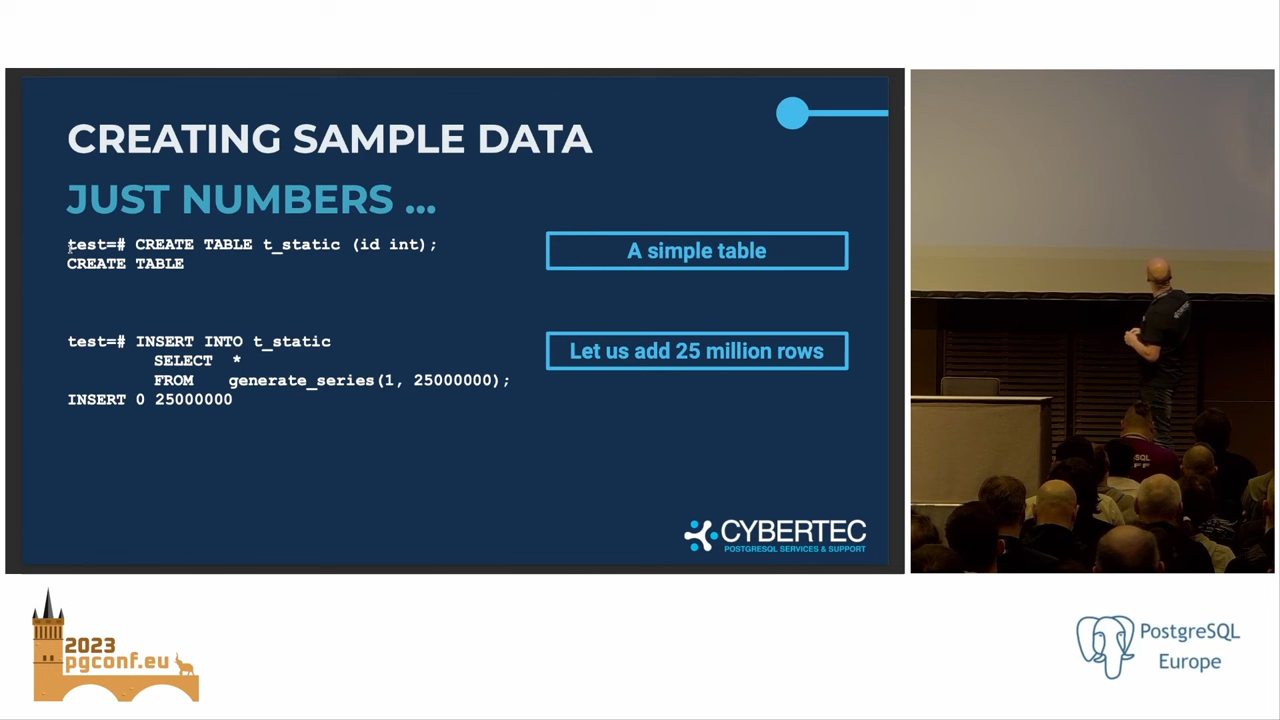 CREATING SAMPLE DATA
JUST NUMBERS ...
test=# CREATE TABLE t_static (id int);
CREATE TABLE
A simple table
test=# INSERT INTO t_static
SELECT *
FROM generate_series(1, 25000000);
INSERT 0 25000000
Let us add 25 million rows
CYBERTEC
POSTGRESQL SERVICES & SUPPORT
2023
pgconf.eu
PostgreSQL
Europe